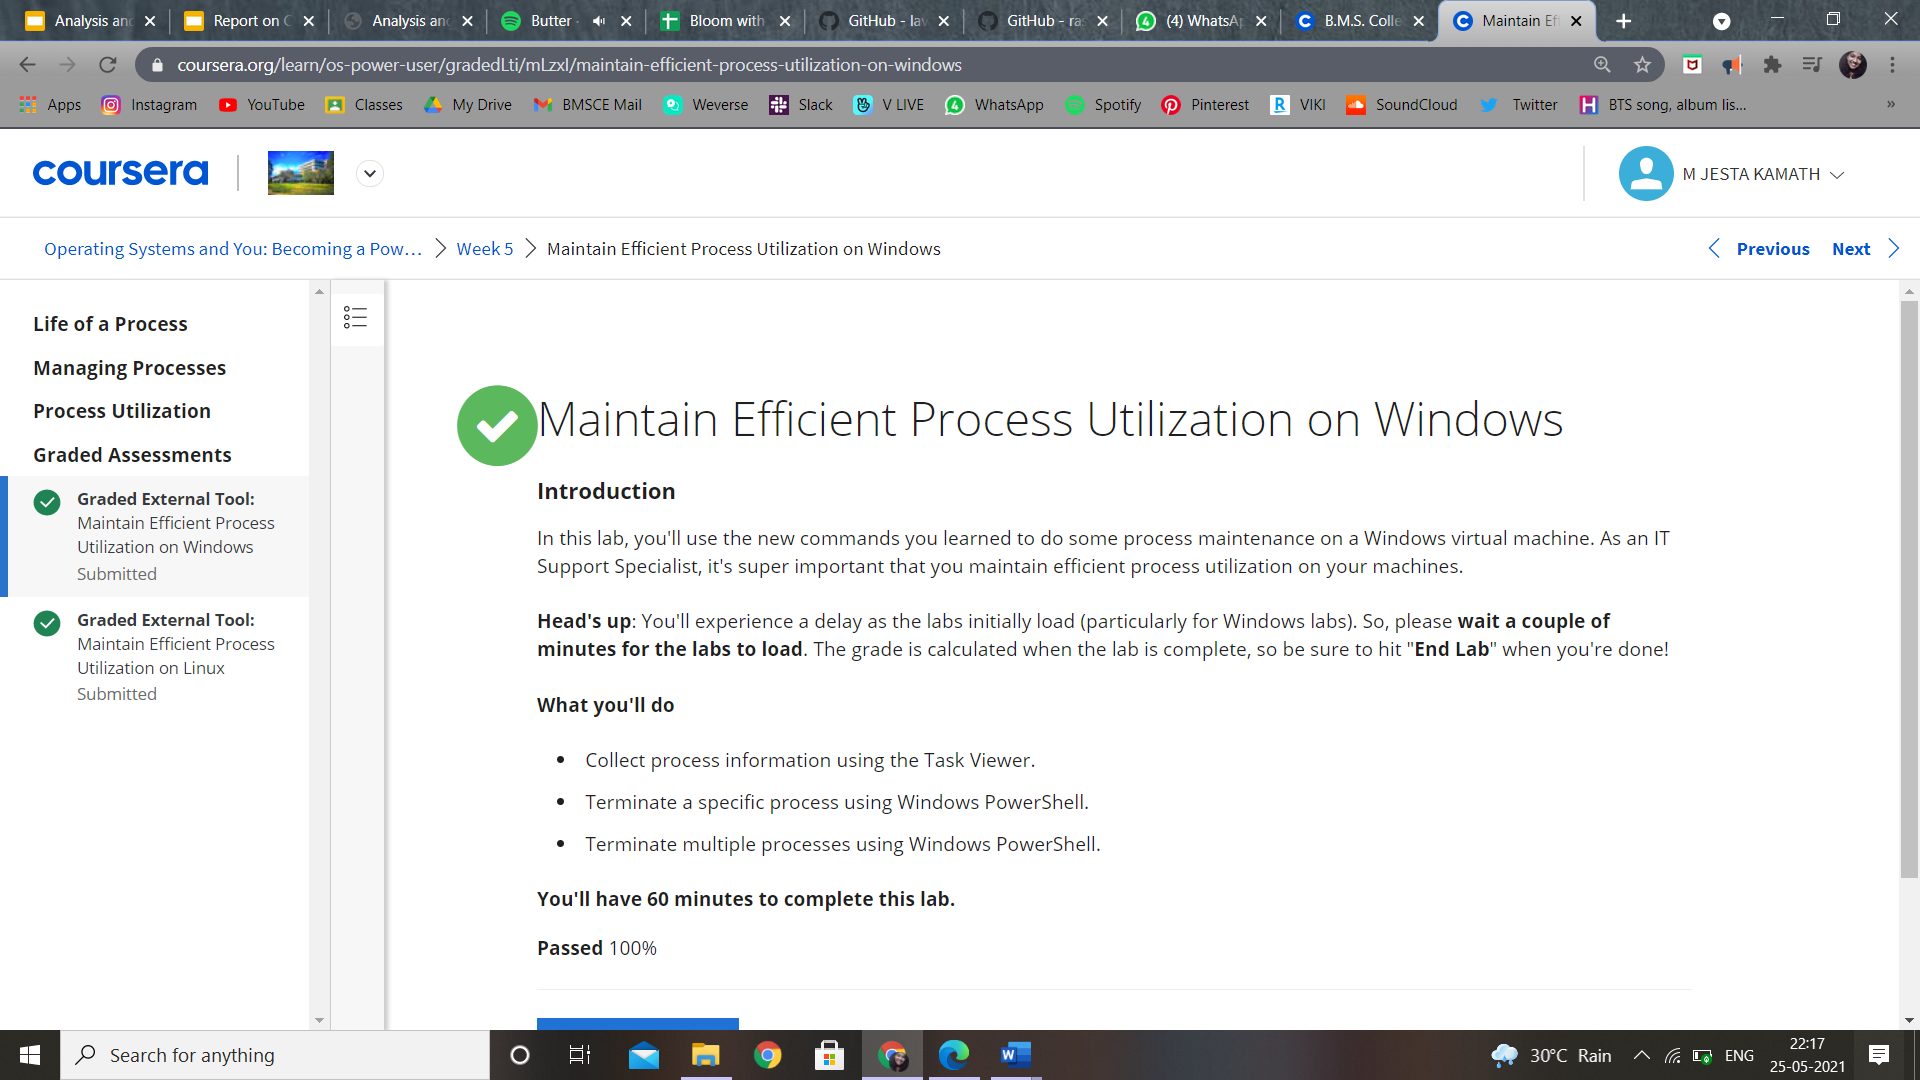 Analysis and
Report on C
Analysis and
Butter -
Bloom with
GitHub - lav
GitHub - ras
(4) WhatsAp
B.M.S. Colle
Maintain Eff
coursera.org/learn/os-power-user/gradedLti/mLzxI/maintain-efficient-process-utilization-on-windows
Apps
Instagram
YouTube
Classes
My Drive
BMSCE Mail
Weverse
Slack
V LIVE
WhatsApp
Spotify
Pinterest
VIKI
SoundCloud
Twitter
BTS song, album lis...
coursera
M JESTA KAMATH
Operating Systems and You: Becoming a Pow… > Week 5 > Maintain Efficient Process Utilization on Windows
Previous
Next
Life of a Process
Managing Processes
Process Utilization
Graded Assessments
Graded External Tool:
Maintain Efficient Process
Utilization on Windows
Submitted
Graded External Tool:
Maintain Efficient Process
Utilization on Linux
Submitted
Maintain Efficient Process Utilization on Windows
Introduction
In this lab, you'll use the new commands you learned to do some process maintenance on a Windows virtual machine. As an IT
Support Specialist, it's super important that you maintain efficient process utilization on your machines.
Head's up: You'll experience a delay as the labs initially load (particularly for Windows labs). So, please wait a couple of
minutes for the labs to load. The grade is calculated when the lab is complete, so be sure to hit "End Lab" when you're done!
What you'll do
• Collect process information using the Task Viewer.
• Terminate a specific process using Windows PowerShell.
• Terminate multiple processes using Windows PowerShell.
You'll have 60 minutes to complete this lab.
Passed 100%
Search for anything
30°C Rain
ENG
22:17
25-05-2021